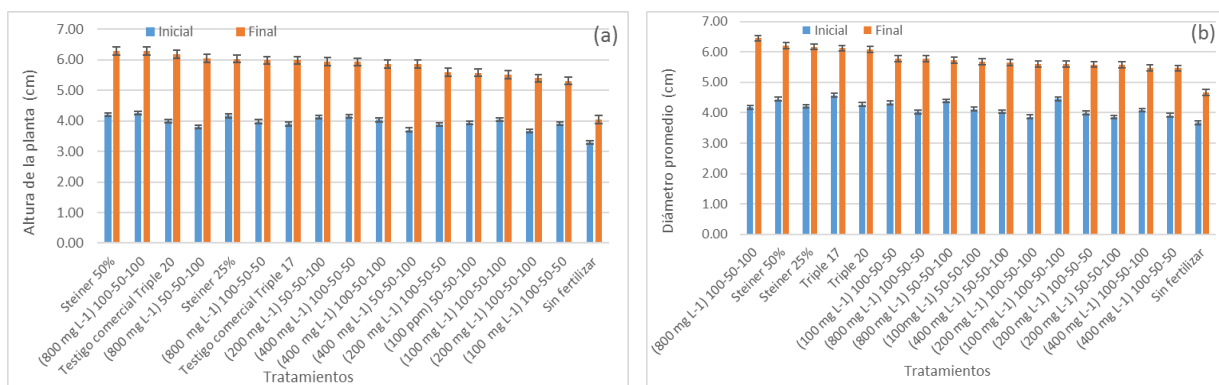 Inicial
Final
(a)
Altura de la planta (cm)
7.00
6.00
5.00
4.00
3.00
2.00
1.00
0.00
Steiner 50%
(800 mg L-1) 100-50-100
Testigo comercial Triple 20
(800 mg L-1) 50-50-100
Steiner 25%
(800 mg L-1) 100-50-50
Testigo comercial Triple 17
(200 mg L-1) 50-50-100
(400 mg L-1) 100-50-50
(400 mg L-1) 100-50-100
(400 mg L-1) 50-50-100
(200 mg L-1) 100-50-50
(100 ppm) 50-50-100
(100 mg L-1) 100-50-100
(200 mg L-1) 100-50-100
(100 mg L-1) 100-50-50
Sin fertilizar
Tratamientos
Inicial
Final
(b)
Diámetro promedio (cm)
7.00
6.00
5.00
4.00
3.00
2.00
1.00
0.00
(800 mg L-1) 100-50-100
Steiner 50%
Steiner 25%
Triple 17
Triple 20
(100 mg L-1) 100-50-50
(800 mg L-1) 100-50-50
(800 mg L-1) 50-50-100
(100mg L-1) 50-50-100
(400 mg L-1) 50-50-100
(200 mg L-1) 100-50-100
(100 mg L-1) 100-50-100
(200 mg L-1) 100-50-50
(200 mg L-1) 50-50-100
(400 mg L-1) 100-50-100
(400 mg L-1) 100-50-50
Sin fertilizar
Tratamientos